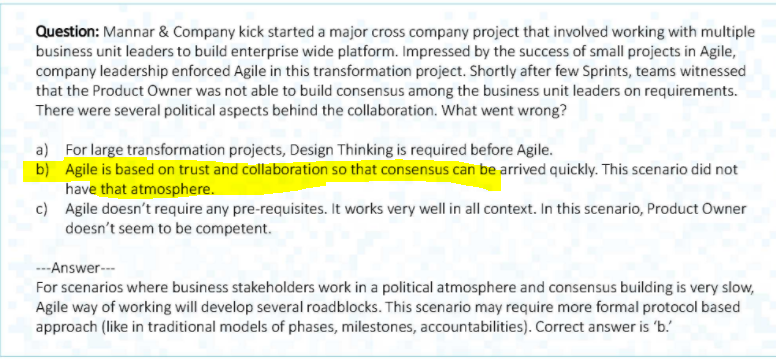 Question: Mannar & Company kick started a major cross company project that involved working with multiple
business unit leaders to build enterprise wide platform. Impressed by the success of small projects in Agile,
company leadership enforced Agile in this transformation project. Shortly after few Sprints, teams witnessed
that the Product Owner was not able to build consensus among the business unit leaders on requirements.
There were several political aspects behind the collaboration. What went wrong?
a) For large transformation projects, Design Thinking is required before Agile.
b) Agile is based on trust and collaboration so that consensus can be arrived quickly. This scenario did not
have that atmosphere.
c) Agile doesn't require any pre-requisites. It works very well in all context. In this scenario, Product Owner
doesn't seem to be competent.
---Answer---
For scenarios where business stakeholders work in a political atmosphere and consensus building is very slow,
Agile way of working will develop several roadblocks. This scenario may require more formal protocol based
approach (like in traditional models of phases, milestones, accountabilities). Correct answer is 'b.'